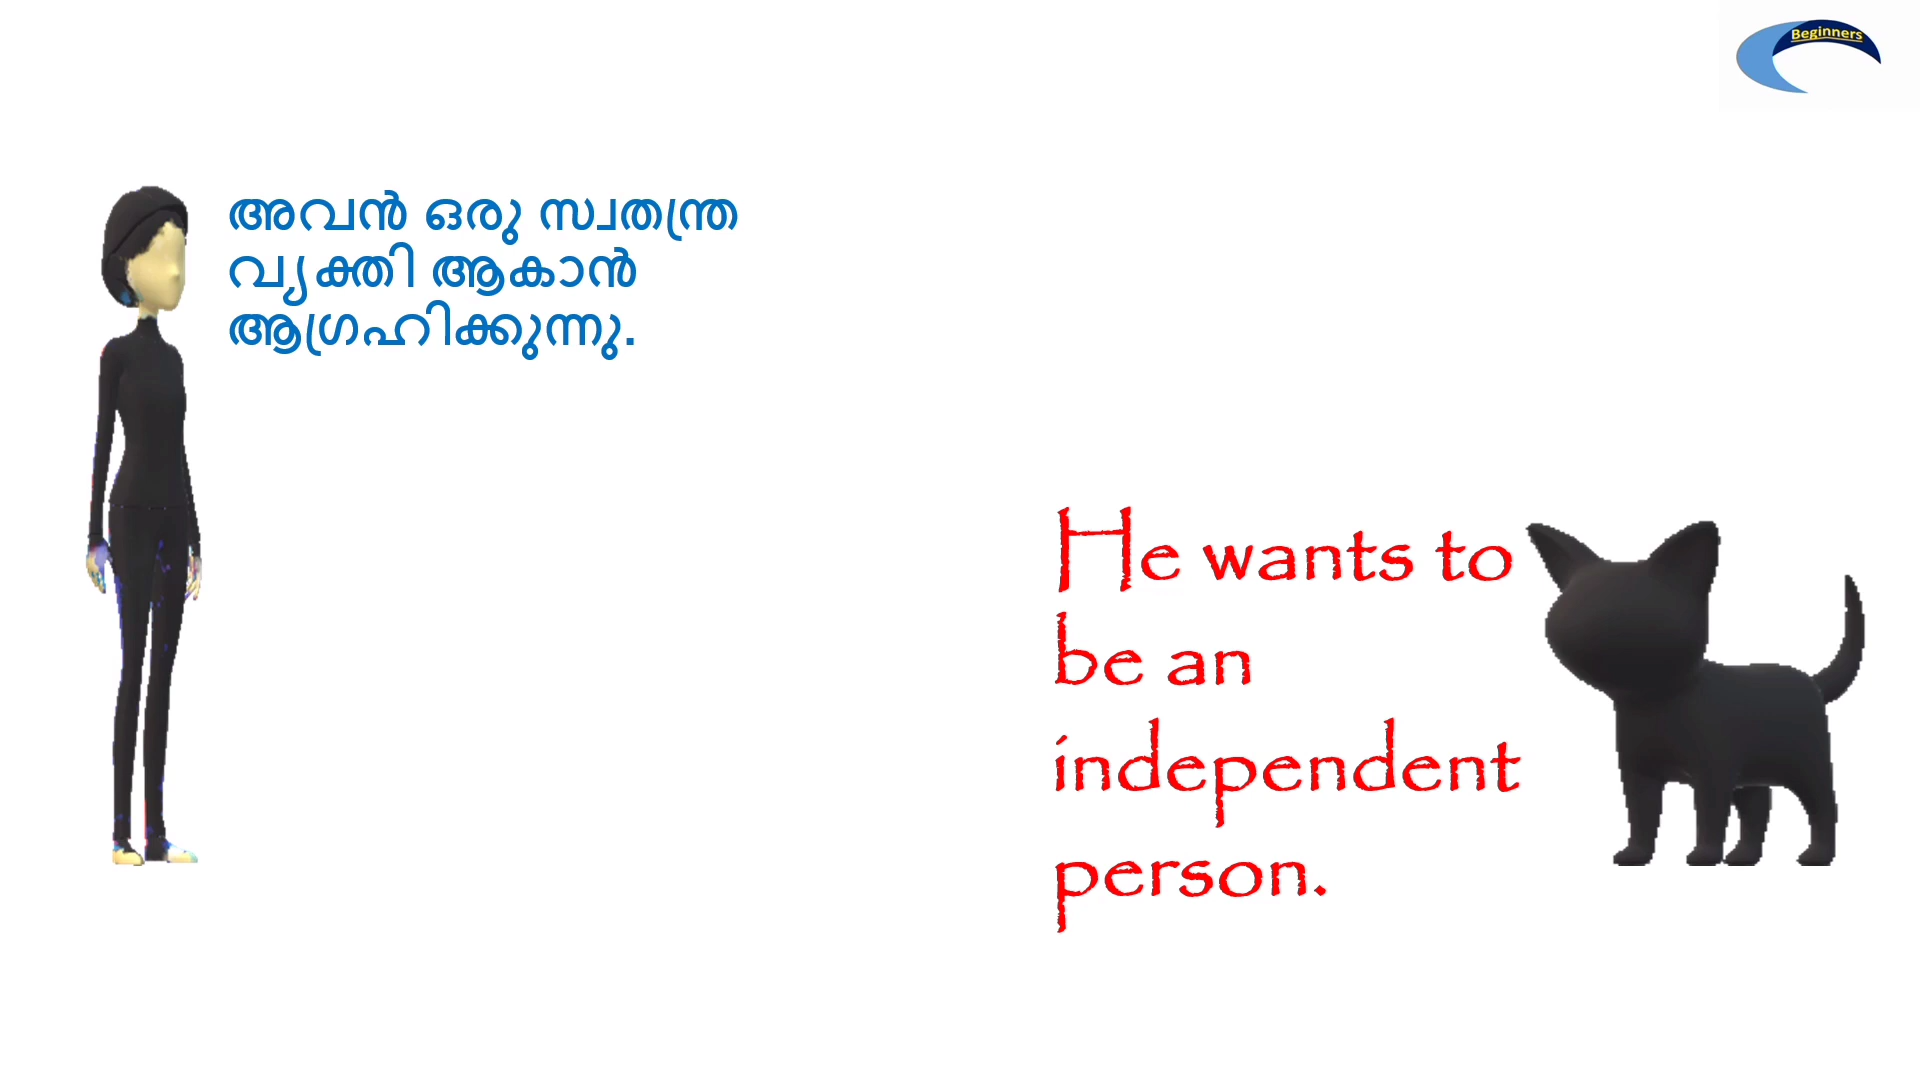 Beginners
അവൻ ഒരു സ്വതന്ത്ര
വ്യക്തി ആകാൻ
ആഗ്രഹിക്കുന്നു.
He wants to
be an
independent
person.